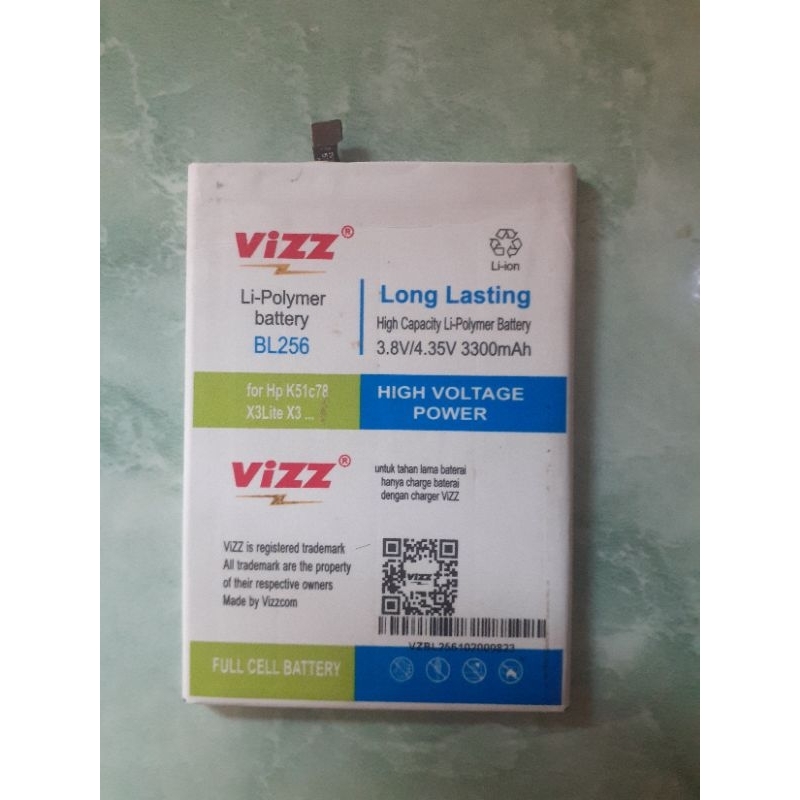 ViZZ®
Li-ion
Li-Polymer
battery
BL256
Long Lasting
High Capacity Li-Polymer Battery
3.8V/4.35V 3300mAh
for Hp K51c78
X3Lite X3 ...
HIGH VOLTAGE
POWER
ViZZ®
untuk tahan lama baterai
hanya charge baterai
dengan charger ViZZ
ViZZ is registered trademark
All trademark are the property
of their respective owners
Made by Vizzcom
ViZZ
VZBL256102000823
FULL CELL BATTERY